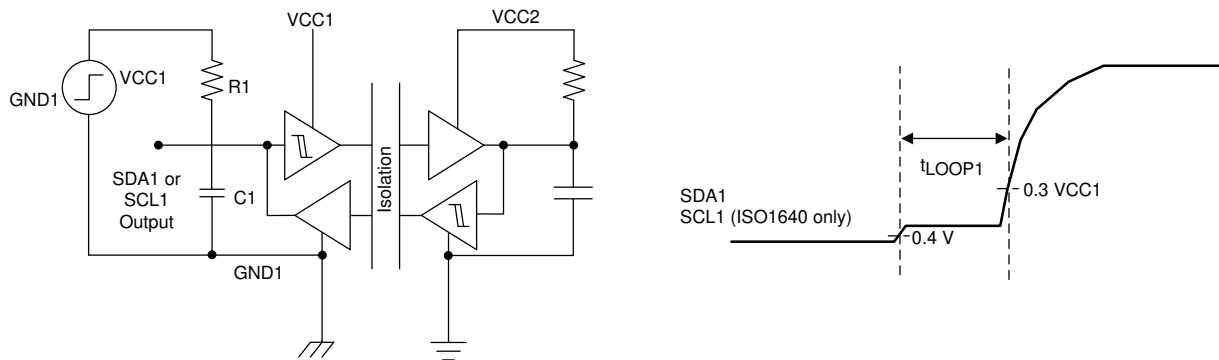 VCC1
VCC2
VCC1
GND1
R1
SDA1 or
SCL1
Output
C1
GND1
Isolation
tLOOP1
0.3 VCC1
SDA1
SCL1 (ISO1640 only)
0.4 V